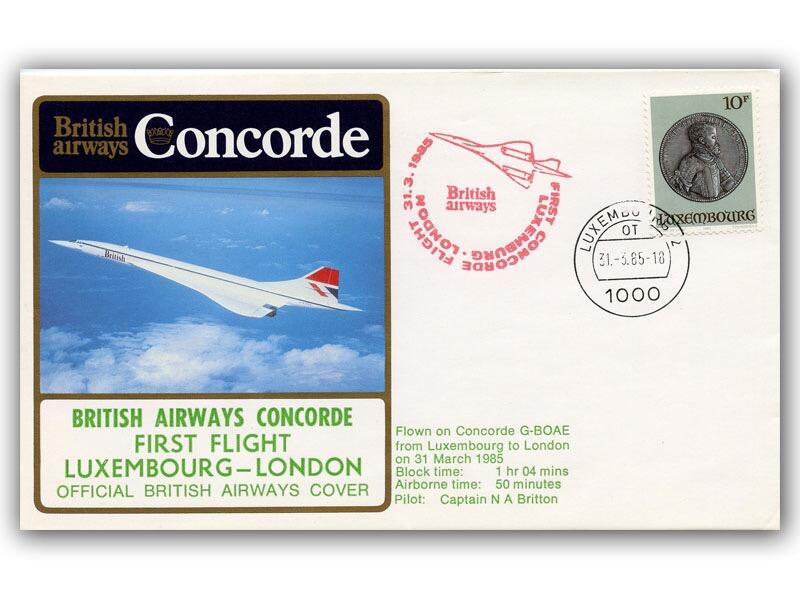 British
airways
Concorde
British
BRITISH AIRWAYS CONCORDE
FIRST FLIGHT
LUXEMBOURG–LONDON
OFFICIAL BRITISH AIRWAYS COVER
FIRST CONCORDE FLIGHT 31.3.1985
LUXEMBURG - LONDON
British
airways
10F
LUXEMBOURG
LUXEMBOURG 2
OT
31.-3.85-18
1000
Flown on Concorde G-BOAE
from Luxembourg to London
on 31 March 1985
Block time: 1 hr 04 mins
Airborne time: 50 minutes
Pilot: Captain N A Britton